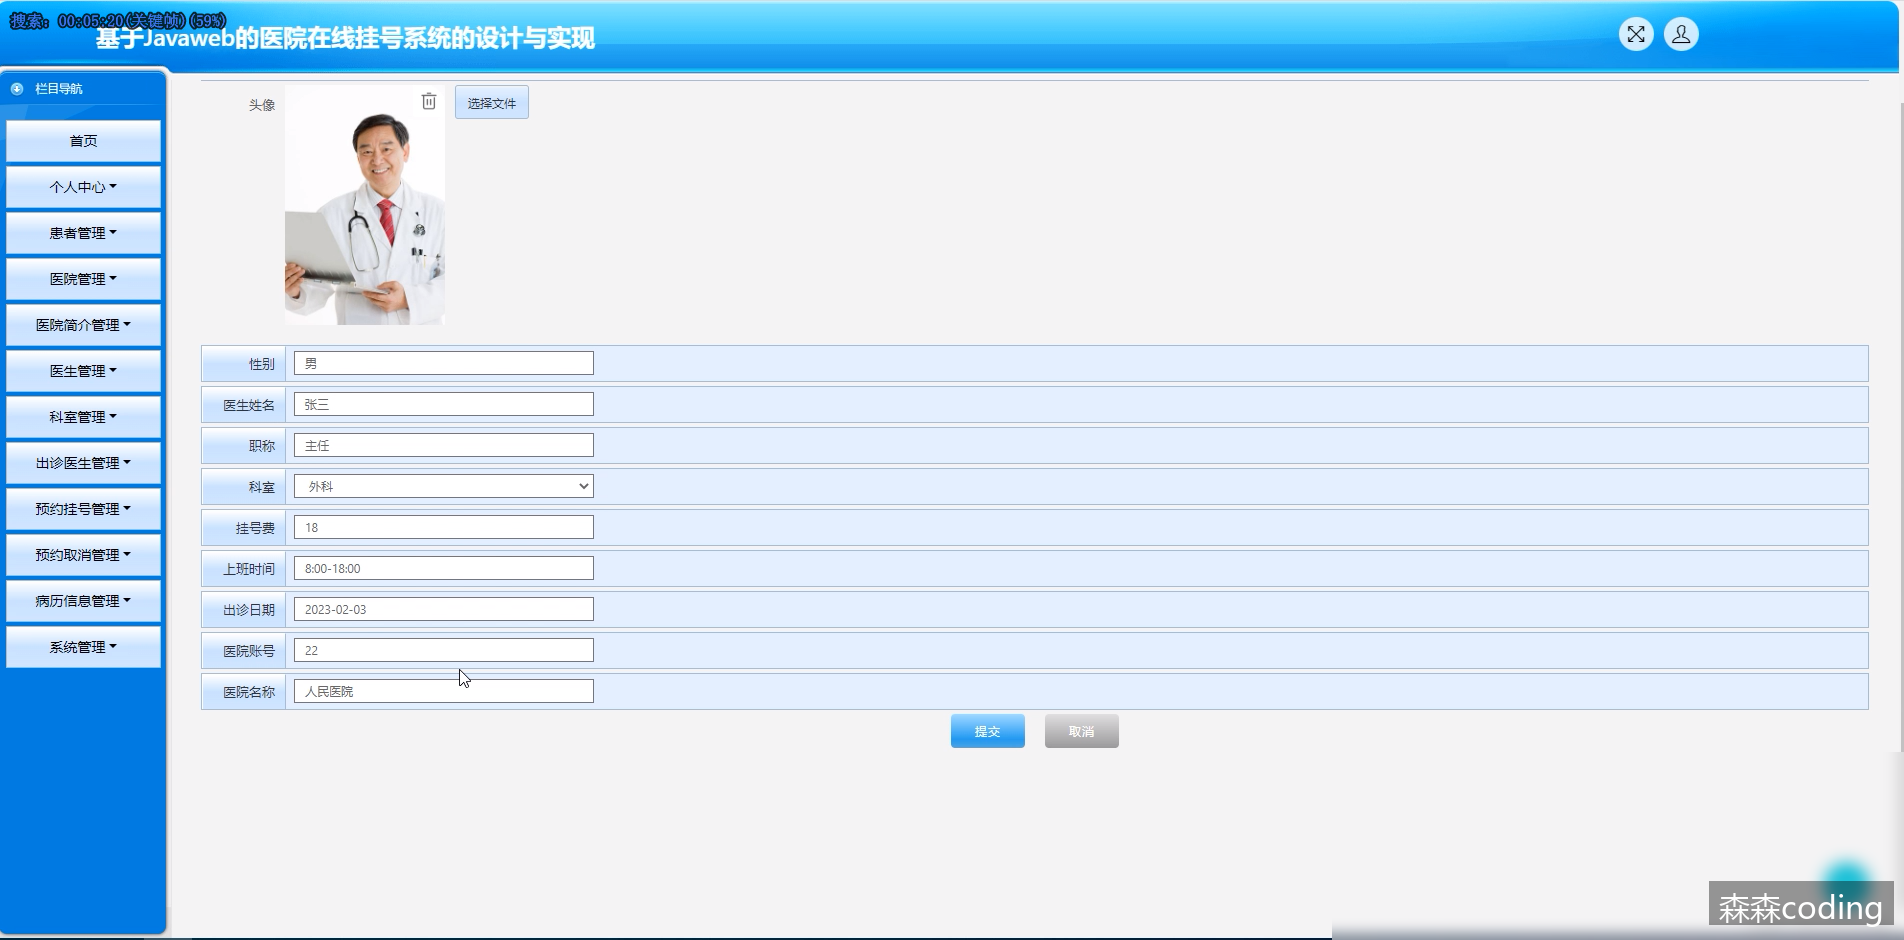 搜索：00:05:20(关键帧)(59%)
基于Javaweb的医院在线挂号系统的设计与实现
栏目导航
首页
个人中心
患者管理
医院管理
医院简介管理
医生管理
科室管理
出诊医生管理
预约挂号管理
预约取消管理
病历信息管理
系统管理
头像
选择文件
性别 男
医生姓名 张三
职称 主任
科室 外科
挂号费 18
上班时间 8:00-18:00
出诊日期 2023-02-03
医院账号 22
医院名称 人民医院
提交 取消
森森coding